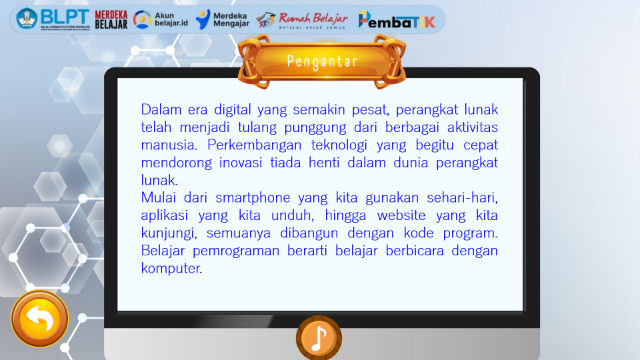 BLPT
MERDEKA
BELAJAR
Akun
belajar.id
Merdeka
Mengajar
Rumah Belajar
belajar untuk semua
PembaTIK
Pengantar
Dalam era digital yang semakin pesat, perangkat lunak
telah menjadi tulang punggung dari berbagai aktivitas
manusia. Perkembangan teknologi yang begitu cepat
mendorong inovasi tiada henti dalam dunia perangkat
lunak.
Mulai dari smartphone yang kita gunakan sehari-hari,
aplikasi yang kita unduh, hingga website yang kita
kunjungi, semuanya dibangun dengan kode program.
Belajar pemrograman berarti belajar berbicara dengan
komputer.